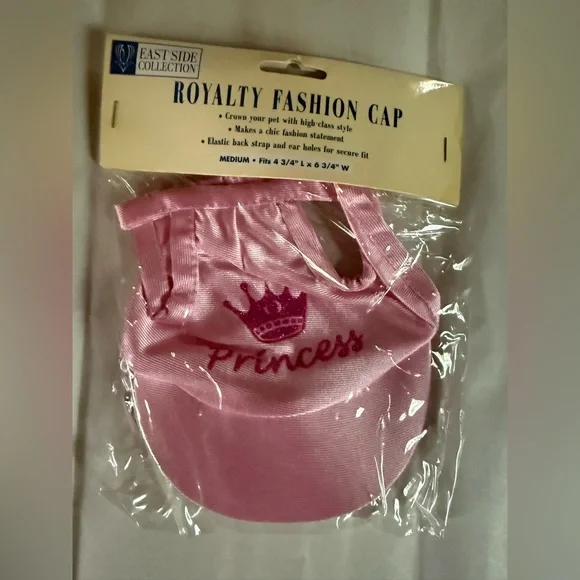 EAST SIDE
COLLECTION
ROYALTY FASHION CAP
• Crown your pet with high-class style
• Makes a chic fashion statement
• Elastic back strap and ear holes for secure fit
MEDIUM • Fits 4 3/4" L x 6 3/4" W
Princess